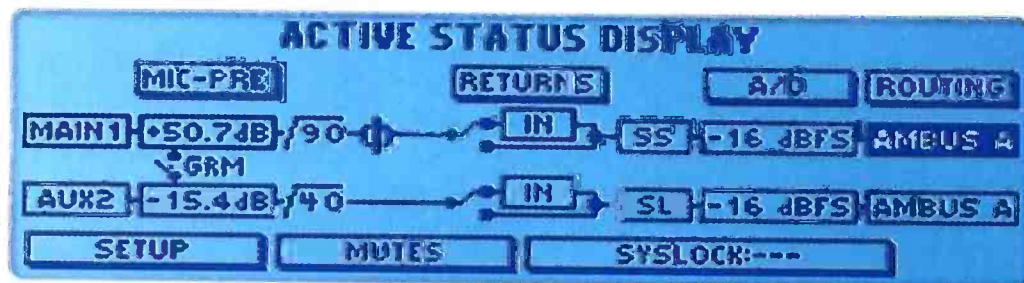 ACTIVE STATUS DISPLAY
MIC-PRE RETURNS A/D ROUTING
MAIN1 +50.7dB 90 IN SS -16 dBFS AMBUS A
GRM
AUX2 -15.4dB 40 IN SL -16 dBFS AMBUS A
SETUP MUTES SYSLOCK:---